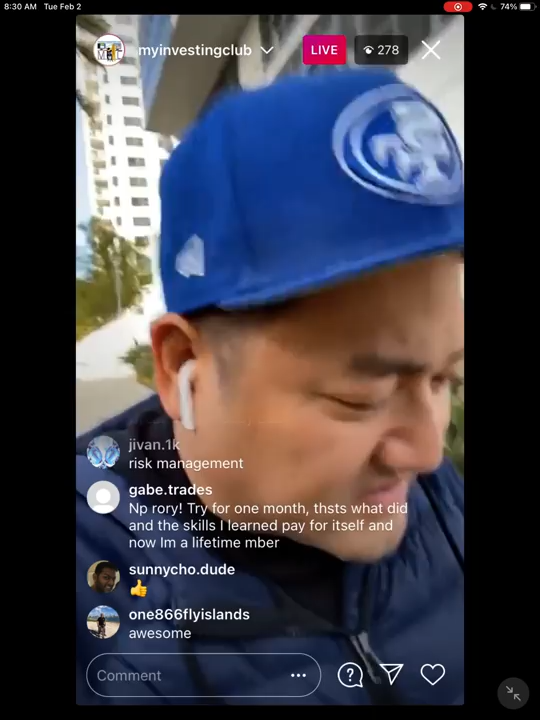 8:30 AM Tue Feb 2
74%
myinvestingclub
LIVE
278
jivan.1k
risk management
gabe.trades
Np rory! Try for one month, thsts what did
and the skills I learned pay for itself and
now Im a lifetime mber
sunnycho.dude
one866flyislands
awesome
Comment